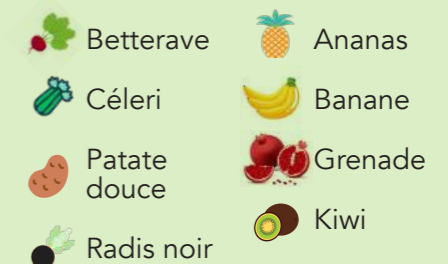 Betterave
Céleri
Patate
douce
Radis noir
Ananas
Banane
Grenade
Kiwi